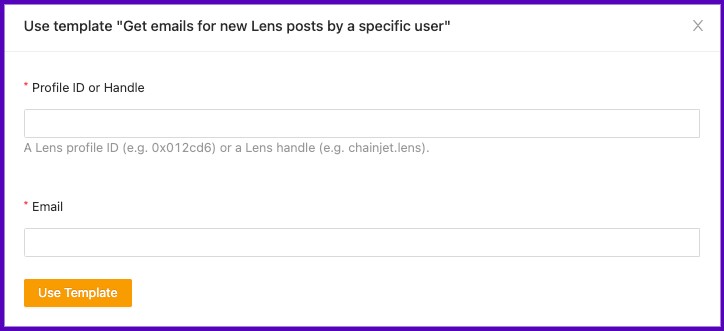 Use template "Get emails for new Lens posts by a specific user"
* Profile ID or Handle
A Lens profile ID (e.g. 0x012cd6) or a Lens handle (e.g. chainjet.lens).
* Email
Use Template